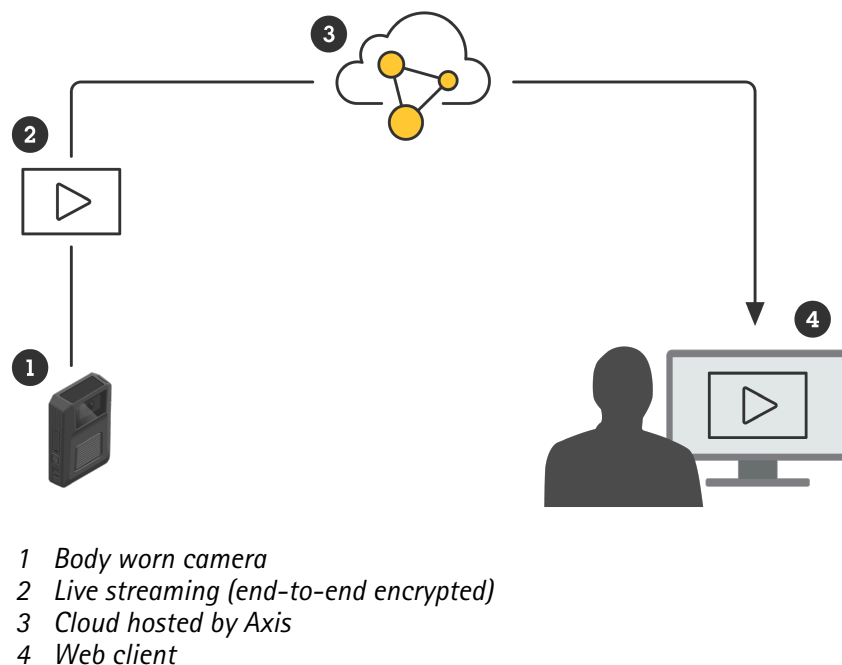 3
2
4
1
1 Body worn camera
2 Live streaming (end-to-end encrypted)
3 Cloud hosted by Axis
4 Web client